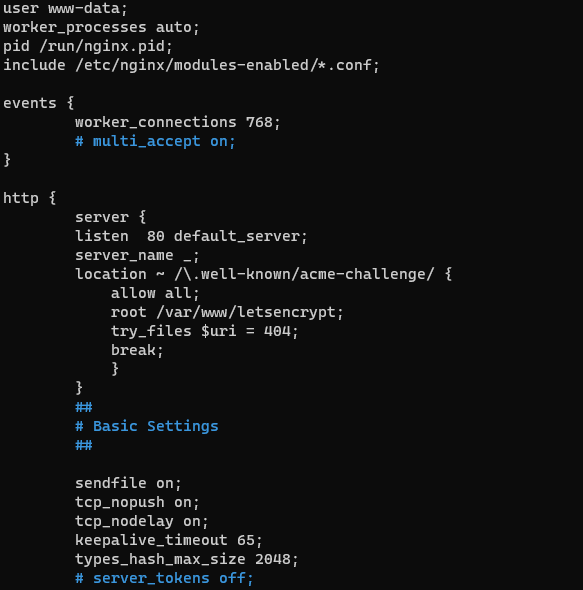 user www-data;
worker_processes auto;
pid /run/nginx.pid;
include /etc/nginx/modules-enabled/*.conf;

events {
        worker_connections 768;
        # multi_accept on;
}

http {
        server {
        listen  80 default_server;
        server_name _;
        location ~ /\.well-known/acme-challenge/ {
            allow all;
            root /var/www/letsencrypt;
            try_files $uri = 404;
            break;
            }
        }
        ##
        # Basic Settings
        ##

        sendfile on;
        tcp_nopush on;
        tcp_nodelay on;
        keepalive_timeout 65;
        types_hash_max_size 2048;
        # server_tokens off;